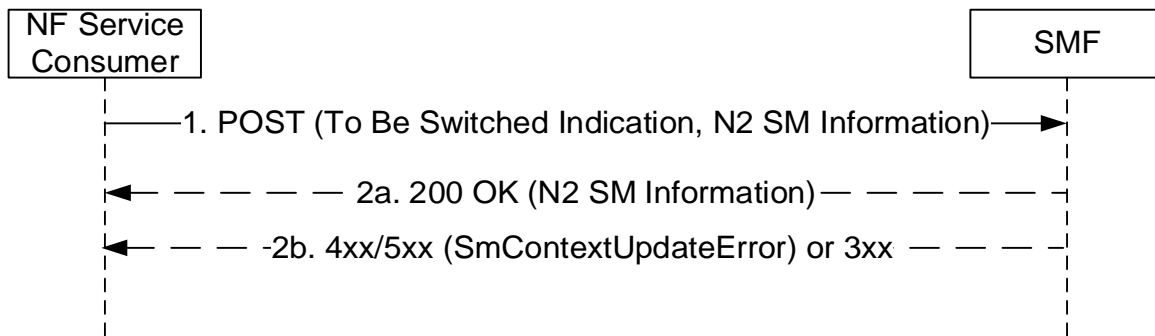 NF Service
Consumer
SMF
1. POST (To Be Switched Indication, N2 SM Information)
2a. 200 OK (N2 SM Information)
2b. 4xx/5xx (SmContextUpdateError) or 3xx